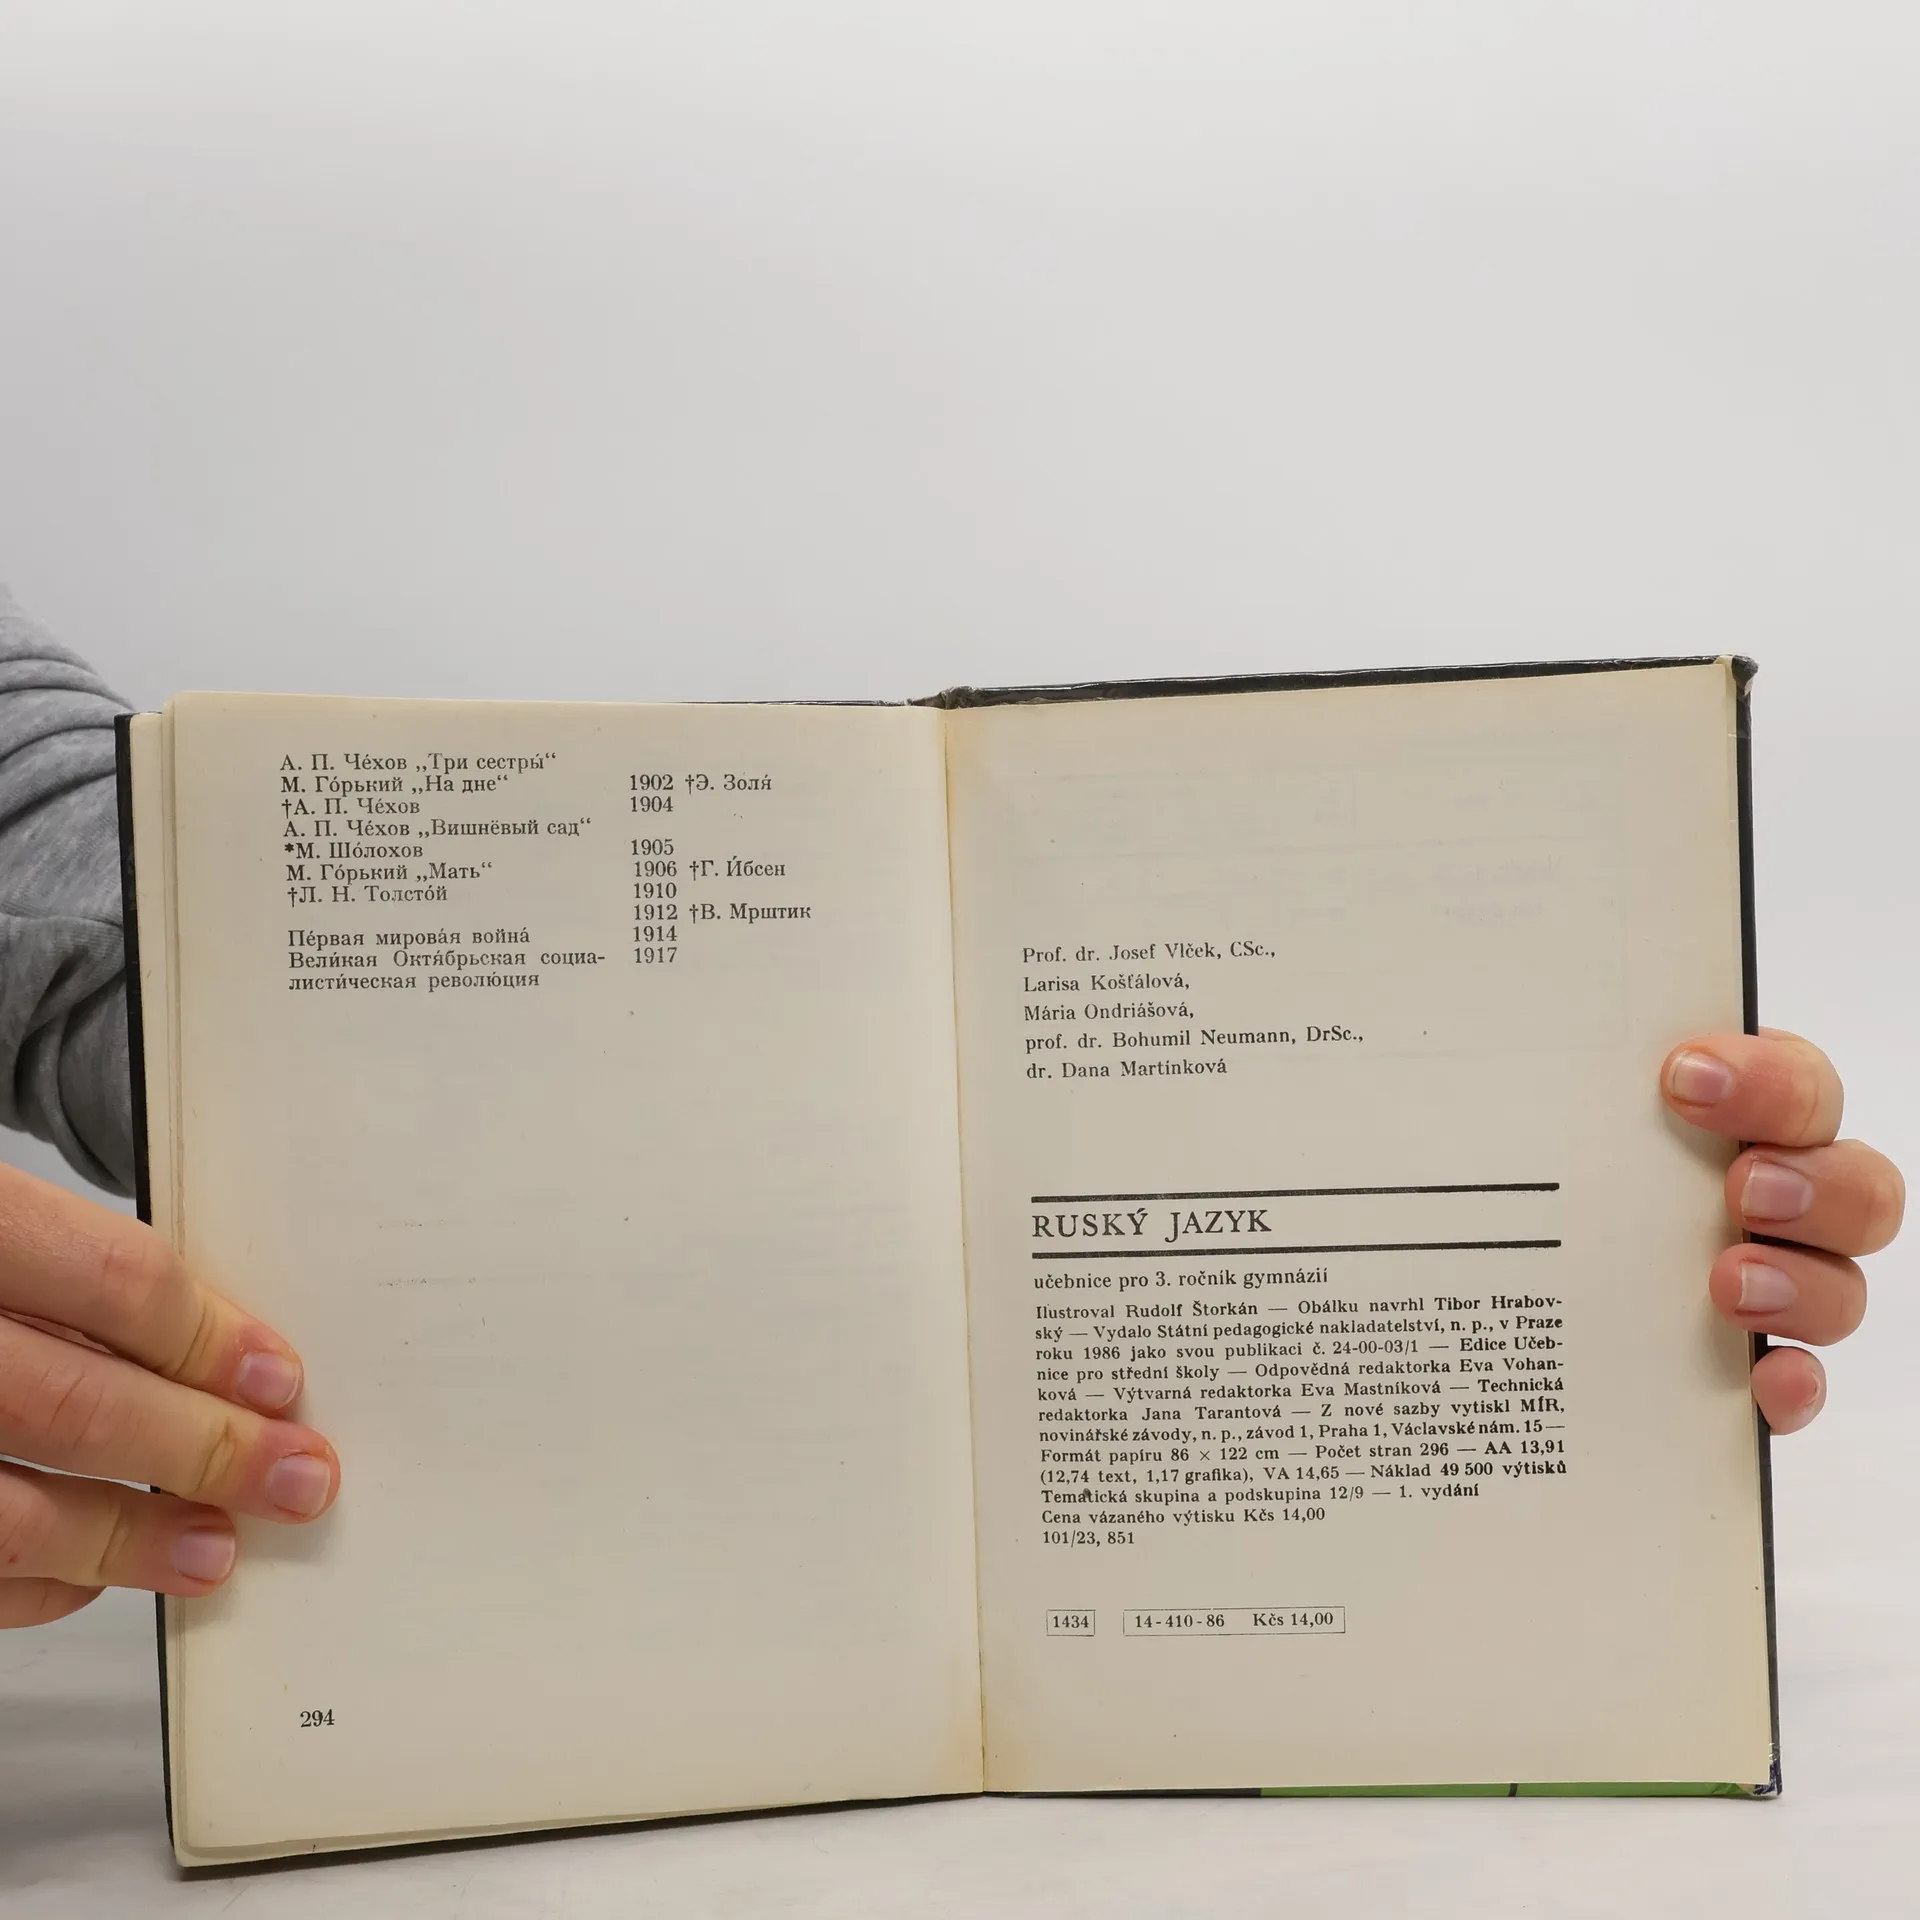 А. П. Че́хов „Три сестры́“
М. Го́рький „На дне“ 1902 †Э. Золя́
†А. П. Че́хов 1904
А. П. Че́хов „Вишнёвый сад“
*М. Шо́лохов 1905
М. Го́рький „Мать“ 1906 †Г. И́бсен
†Л. Н. Толсто́й 1910
1912 †В. Мрштик
Пе́рвая мирова́я война́ 1914
Вели́кая Октя́брьская социа- 1917
листи́ческая револю́ция
294
Prof. dr. Josef Vlček, CSc.,
Larisa Košťálová,
Mária Ondriášová,
prof. dr. Bohumil Neumann, DrSc.,
dr. Dana Martínková
RUSKÝ JAZYK
učebnice pro 3. ročník gymnázií
Ilustroval Rudolf Štorkán — Obálku navrhl Tibor Hrabov-
ský — Vydalo Státní pedagogické nakladatelství, n. p., v Praze
roku 1986 jako svou publikaci č. 24-00-03/1 — Edice Učeb-
nice pro střední školy — Odpovědná redaktorka Eva Vohan-
ková — Výtvarná redaktorka Eva Mastníková — Technická
redaktorka Jana Tarantová — Z nové sazby vytiskl MÍR,
novinářské závody, n. p., závod 1, Praha 1, Václavské nám. 15 —
Formát papíru 86 × 122 cm — Počet stran 296 — AA 13,91
(12,74 text, 1,17 grafika), VA 14,65 — Náklad 49 500 výtisků
Tematická skupina a podskupina 12/9 — 1. vydání
Cena vázaného výtisku Kčs 14,00
101/23, 851
1434 14-410-86 Kčs 14,00